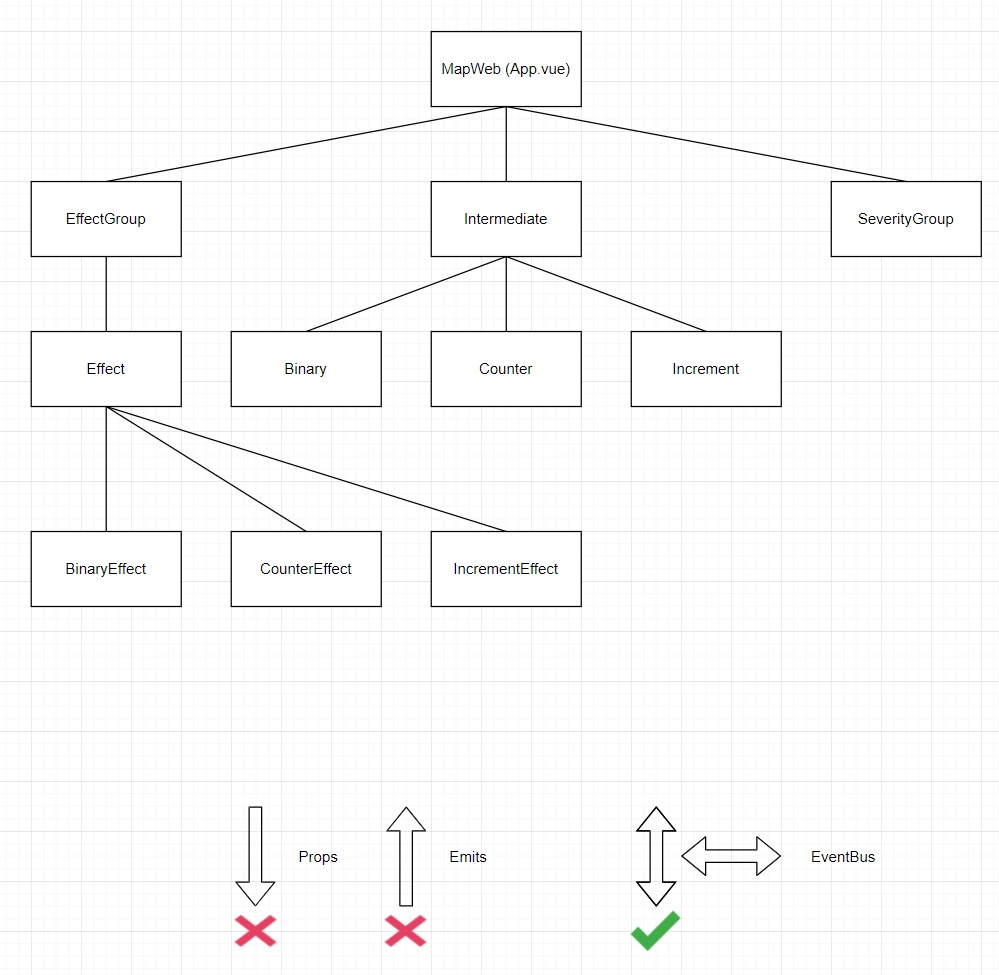 MapWeb (App.vue)
EffectGroup
Intermediate
SeverityGroup
Effect
Binary
Counter
Increment
BinaryEffect
CounterEffect
IncrementEffect
Props
Emits
EventBus